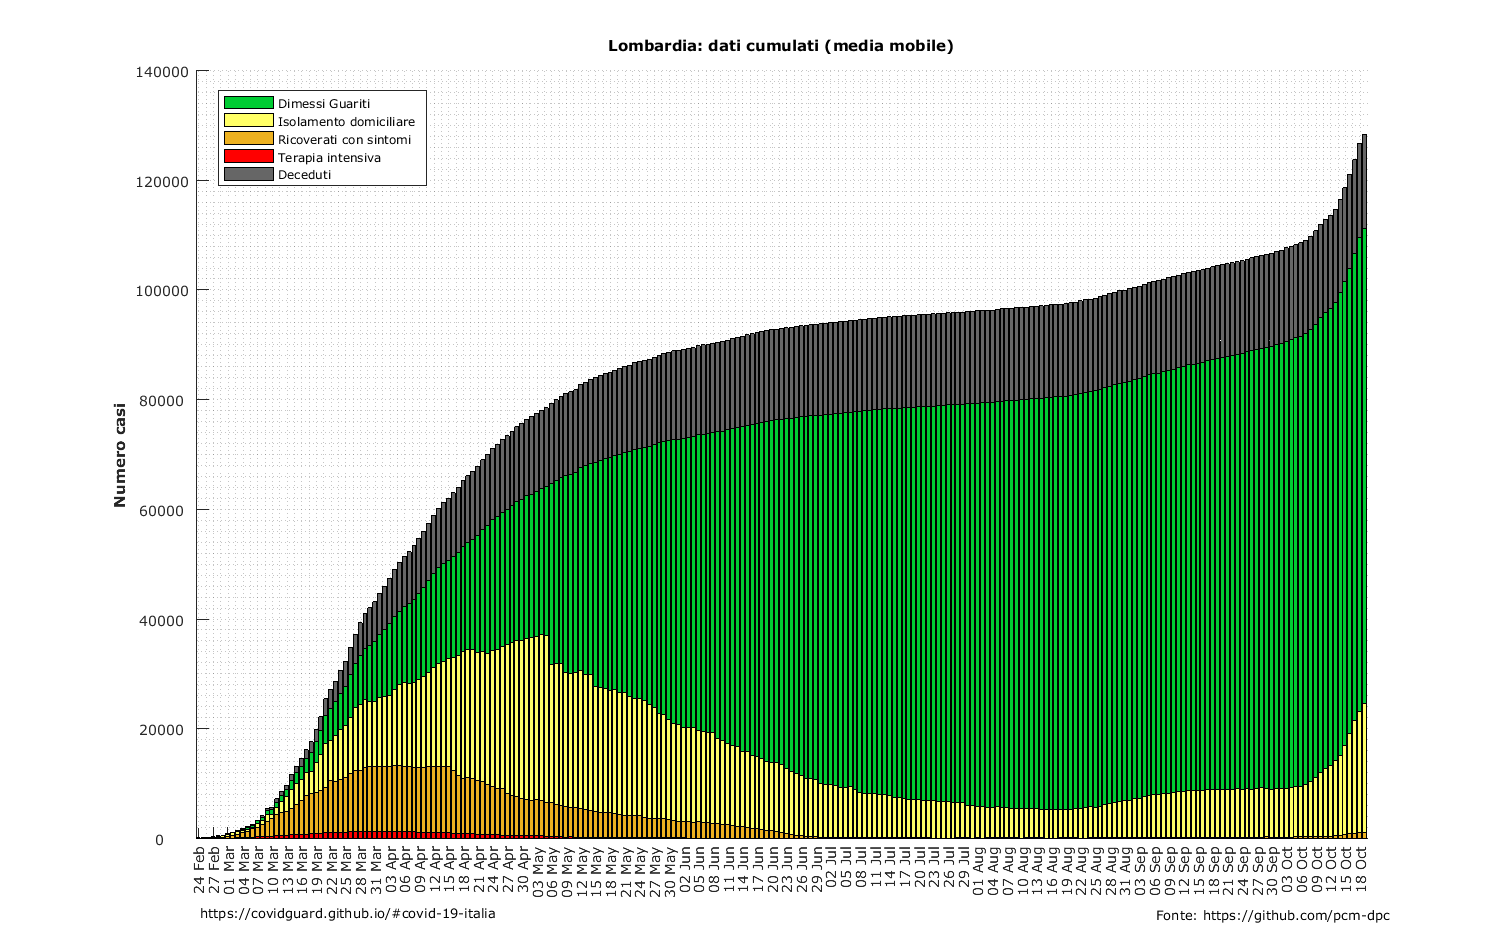 Lombardia: dati cumulati (media mobile)
140000
120000
100000
80000
60000
40000
20000
0
Numero casi
Dimessi Guariti
Isolamento domiciliare
Ricoverati con sintomi
Terapia intensiva
Deceduti
24 Feb
27 Feb
01 Mar
04 Mar
07 Mar
10 Mar
13 Mar
16 Mar
19 Mar
22 Mar
25 Mar
28 Mar
31 Mar
03 Apr
06 Apr
09 Apr
12 Apr
15 Apr
18 Apr
21 Apr
24 Apr
27 Apr
30 Apr
03 May
06 May
09 May
12 May
15 May
18 May
21 May
24 May
27 May
30 May
02 Jun
05 Jun
08 Jun
11 Jun
14 Jun
17 Jun
20 Jun
23 Jun
26 Jun
29 Jun
02 Jul
05 Jul
08 Jul
11 Jul
14 Jul
17 Jul
20 Jul
23 Jul
26 Jul
29 Jul
01 Aug
04 Aug
07 Aug
10 Aug
13 Aug
16 Aug
19 Aug
22 Aug
25 Aug
28 Aug
31 Aug
03 Sep
06 Sep
09 Sep
12 Sep
15 Sep
18 Sep
21 Sep
24 Sep
27 Sep
30 Sep
03 Oct
06 Oct
09 Oct
12 Oct
15 Oct
18 Oct
https://covidguard.github.io/#covid-19-italia
Fonte: https://github.com/pcm-dpc